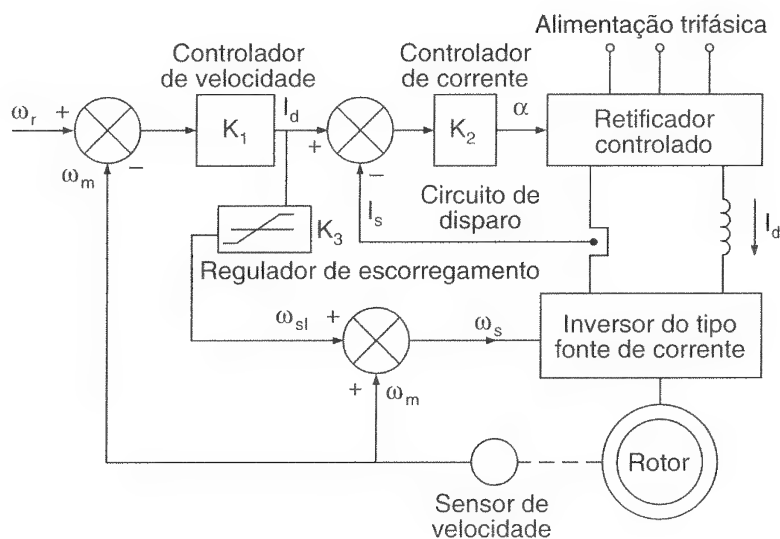 Alimentação trifásica
Controlador
de velocidade
Controlador
de corrente
ω_r
+
ω_m
−
K_1
I_d
+
−
K_2
α
Retificador
controlado
I_s
Circuito de
disparo
I_d
K_3
Regulador de escorregamento
ω_sl
+
+
ω_m
ω_s
Inversor do tipo
fonte de corrente
Rotor
Sensor de
velocidade